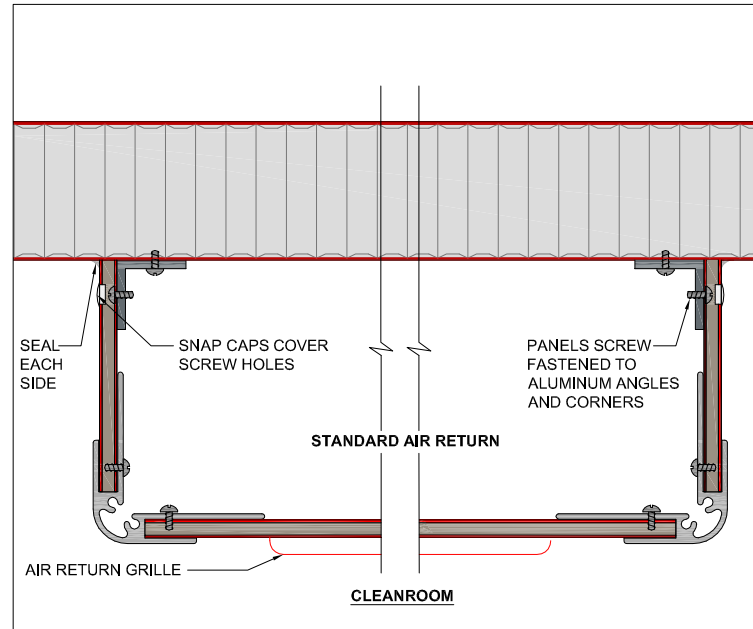 SEAL
EACH
SIDE
SNAP CAPS COVER
SCREW HOLES
PANELS SCREW
FASTENED TO
ALUMINUM ANGLES
AND CORNERS
STANDARD AIR RETURN
AIR RETURN GRILLE
CLEANROOM